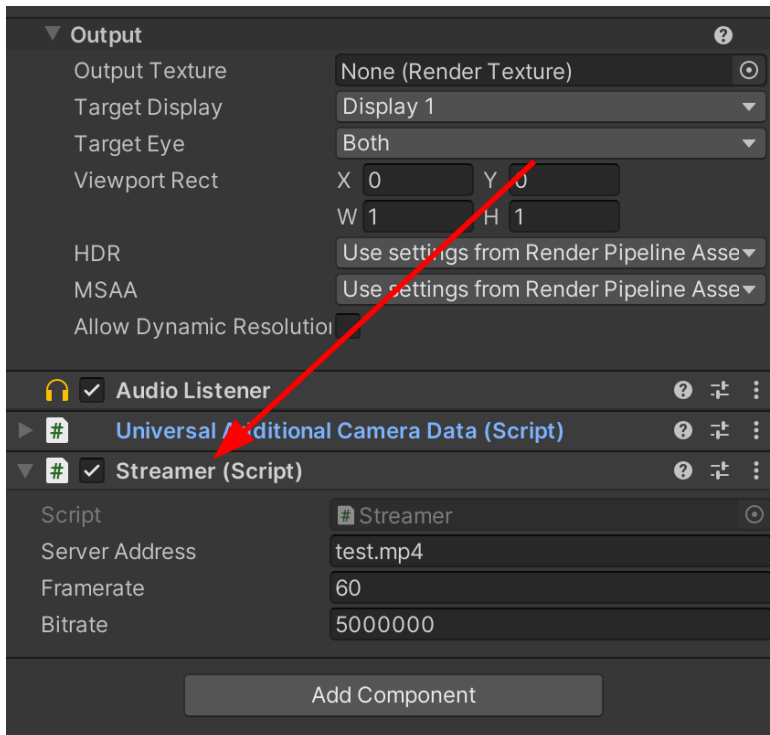 Output
Output Texture None (Render Texture)
Target Display Display 1
Target Eye Both
Viewport Rect X 0 Y 0
W 1 H 1
HDR Use settings from Render Pipeline Asse
MSAA Use settings from Render Pipeline Asse
Allow Dynamic Resolution
Audio Listener
# Universal Additional Camera Data (Script)
# Streamer (Script)
Script # Streamer
Server Address test.mp4
Framerate 60
Bitrate 5000000
Add Component